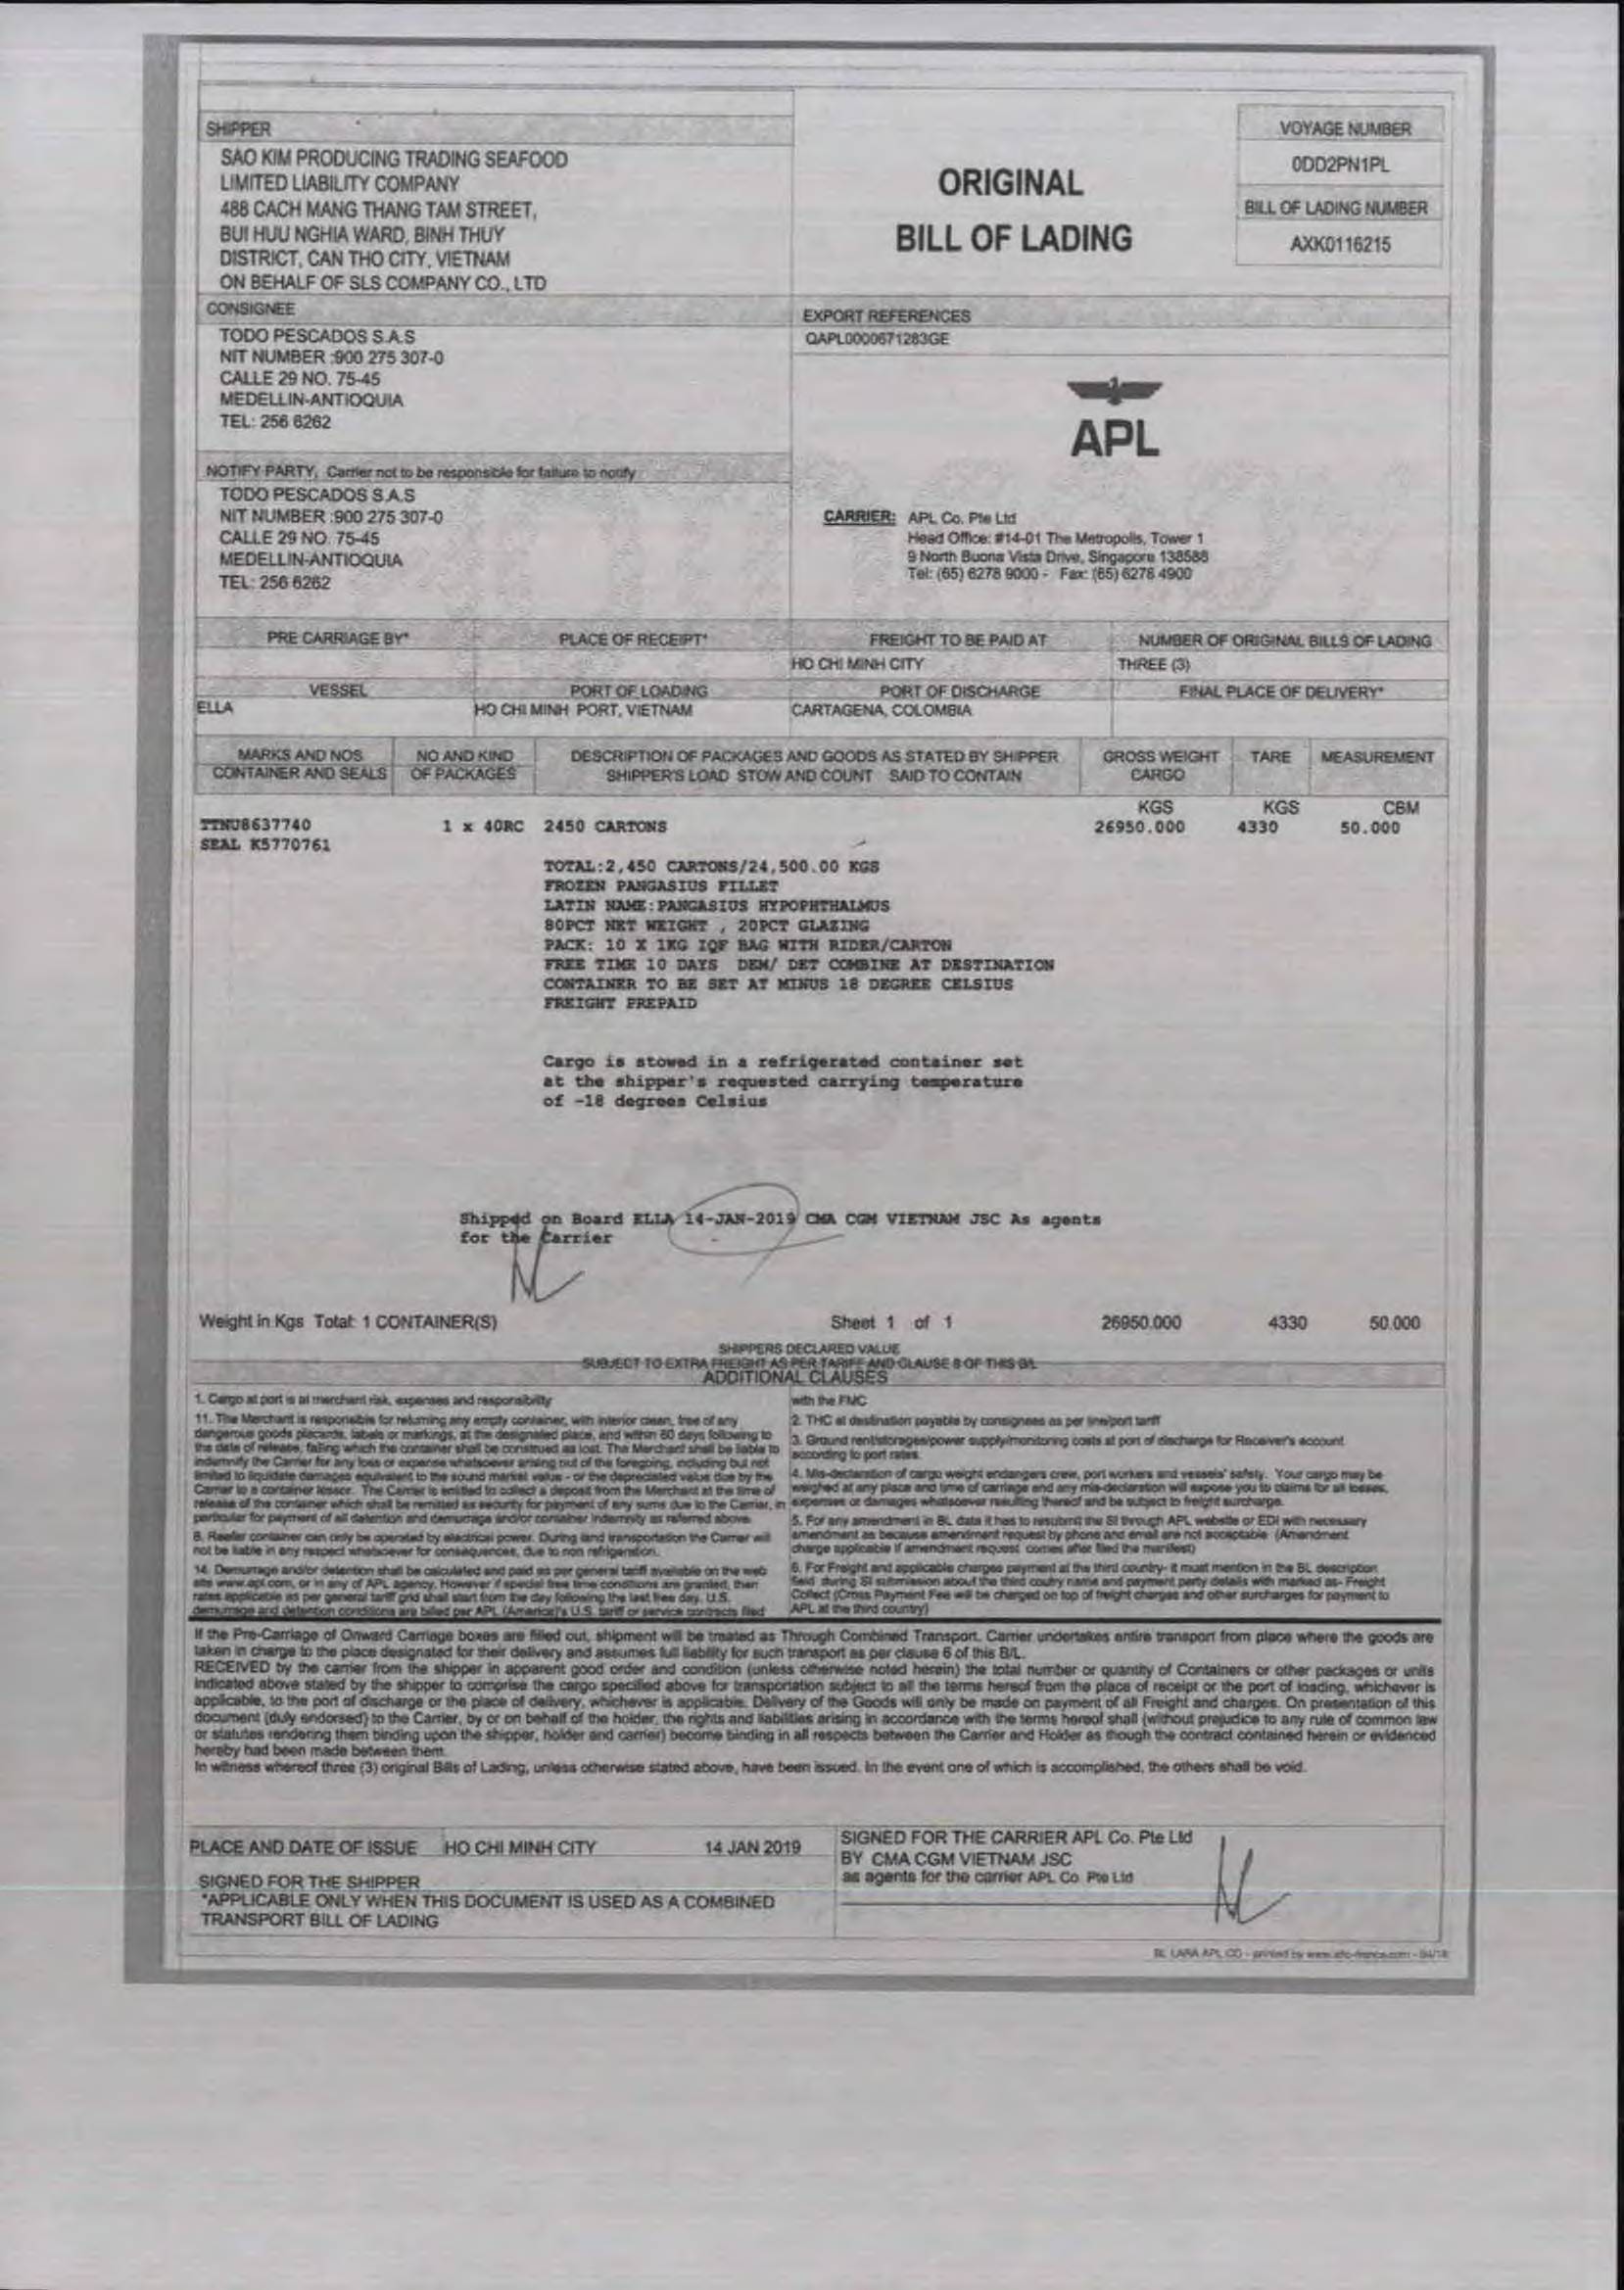 SHIPPER
SAO KIM PRODUCING TRADING SEAFOOD
LIMITED LIABILITY COMPANY
488 CACH MANG THANG TAM STREET,
BUI HUU NGHIA WARD, BINH THUY
DISTRICT, CAN THO CITY, VIETNAM
ON BEHALF OF SLS COMPANY CO., LTD
ORIGINAL
BILL OF LADING
VOYAGE NUMBER
0DD2PN1PL
BILL OF LADING NUMBER
AXK0116215
CONSIGNEE
TODO PESCADOS S.A.S
NIT NUMBER :900 275 307-0
CALLE 29 NO. 75-45
MEDELLIN-ANTIOQUIA
TEL: 256 6262
EXPORT REFERENCES
QAPL0000671283GE
APL
NOTIFY PARTY, Carrier not to be responsible for failure to notify
TODO PESCADOS S.A.S
NIT NUMBER :900 275 307-0
CALLE 29 NO. 75-45
MEDELLIN-ANTIOQUIA
TEL: 256 6262
CARRIER: APL Co. Pte Ltd
Head Office: #14-01 The Metropolis, Tower 1
9 North Buona Vista Drive, Singapore 138588
Tel: (65) 6278 9000 - Fax: (65) 6278 4900
PRE CARRIAGE BY* PLACE OF RECEIPT* FREIGHT TO BE PAID AT NUMBER OF ORIGINAL BILLS OF LADING
HO CHI MINH CITY THREE (3)
VESSEL PORT OF LOADING PORT OF DISCHARGE FINAL PLACE OF DELIVERY*
ELLA HO CHI MINH PORT, VIETNAM CARTAGENA, COLOMBIA
MARKS AND NOS NO AND KIND DESCRIPTION OF PACKAGES AND GOODS AS STATED BY SHIPPER GROSS WEIGHT TARE MEASUREMENT
CONTAINER AND SEALS OF PACKAGES SHIPPER'S LOAD STOW AND COUNT SAID TO CONTAIN CARGO
KGS KGS CBM
TTNU8637740 1 x 40RC 2450 CARTONS 26950.000 4330 50.000
SEAL K5770761
TOTAL:2,450 CARTONS/24,500.00 KGS
FROZEN PANGASIUS FILLET
LATIN NAME:PANGASIUS HYPOPHTHALMUS
80PCT NET WEIGHT , 20PCT GLAZING
PACK: 10 X 1KG IQF BAG WITH RIDER/CARTON
FREE TIME 10 DAYS DEM/ DET COMBINE AT DESTINATION
CONTAINER TO BE SET AT MINUS 18 DEGREE CELSIUS
FREIGHT PREPAID
Cargo is stowed in a refrigerated container set
at the shipper's requested carrying temperature
of -18 degrees Celsius
Shipped on Board ELLA 14-JAN-2019 CMA CGM VIETNAM JSC As agents
for the Carrier
Weight in Kgs Total: 1 CONTAINER(S) Sheet 1 of 1 26950.000 4330 50.000
SHIPPERS DECLARED VALUE
SUBJECT TO EXTRA FREIGHT AS PER TARIFF AND CLAUSE 8 OF THIS B/L
ADDITIONAL CLAUSES
1. Cargo at port is at merchant risk, expenses and responsibility
11. The Merchant is responsible for returning any empty container, with interior clean, free of any
dangerous goods placards, labels or markings, at the designated place, and within 60 days following to
the date of release, failing which the container shall be construed as lost. The Merchant shall be liable to
indemnify the Carrier for any loss or expense whatsoever arising out of the foregoing, including but not
limited to liquidate damages equivalent to the sound market value - or the depreciated value due by the
Carrier to a container lessor. The Carrier is entitled to collect a deposit from the Merchant at the time of
release of the container which shall be remitted as security for payment of any sums due to the Carrier, in
particular for payment of all detention and demurrage and/or container indemnity as referred above.
8. Reefer container can only be operated by electrical power. During land transportation the Carrier will
not be liable in any respect whatsoever for consequences, due to non refrigeration.
14. Demurrage and/or detention shall be calculated and paid as per general tariff available on the web
site www.apl.com, or in any of APL agency. However if special free time conditions are granted, then
rates applicable as per general tariff grid shall start from the day following the last free day. U.S.
demurrage and detention conditions are billed per APL (America)'s U.S. tariff or service contracts filed
with the FMC
2. THC at destination payable by consignees as per line/port tariff
3. Ground rent/storages/power supply/monitoring costs at port of discharge for Receiver's account
according to port rates.
4. Mis-declaration of cargo weight endangers crew, port workers and vessels' safety. Your cargo may be
weighed at any place and time of carriage and any mis-declaration will expose you to claims for all losses,
expenses or damages whatsoever resulting thereof and be subject to freight surcharge.
5. For any amendment in BL data it has to resubmit the SI through APL website or EDI with necessary
amendment as because amendment request by phone and email are not acceptable (Amendment
charge applicable if amendment request comes after filed the manifest)
6. For Freight and applicable charges payment at the third country- it must mention in the BL description
field during SI submission about the third coutry name and payment party details with marked as- Freight
Collect (Cross Payment Fee will be charged on top of freight charges and other surcharges for payment to
APL at the third country)
If the Pre-Carriage of Onward Carriage boxes are filled out, shipment will be treated as Through Combined Transport. Carrier undertakes entire transport from place where the goods are
taken in charge to the place designated for their delivery and assumes full liability for such transport as per clause 6 of this B/L.
RECEIVED by the carrier from the shipper in apparent good order and condition (unless otherwise noted herein) the total number or quantity of Containers or other packages or units
indicated above stated by the shipper to comprise the cargo specified above for transportation subject to all the terms hereof from the place of receipt or the port of loading, whichever is
applicable, to the port of discharge or the place of delivery, whichever is applicable. Delivery of the Goods will only be made on payment of all Freight and charges. On presentation of this
document (duly endorsed) to the Carrier, by or on behalf of the holder, the rights and liabilities arising in accordance with the terms hereof shall (without prejudice to any rule of common law
or statutes rendering them binding upon the shipper, holder and carrier) become binding in all respects between the Carrier and Holder as though the contract contained herein or evidenced
hereby had been made between them.
In witness whereof three (3) original Bills of Lading, unless otherwise stated above, have been issued. In the event one of which is accomplished, the others shall be void.
PLACE AND DATE OF ISSUE HO CHI MINH CITY 14 JAN 2019
SIGNED FOR THE SHIPPER
*APPLICABLE ONLY WHEN THIS DOCUMENT IS USED AS A COMBINED
TRANSPORT BILL OF LADING
SIGNED FOR THE CARRIER APL Co. Pte Ltd
BY CMA CGM VIETNAM JSC
as agents for the carrier APL Co. Pte Ltd
BL LARA APL CO - printed by